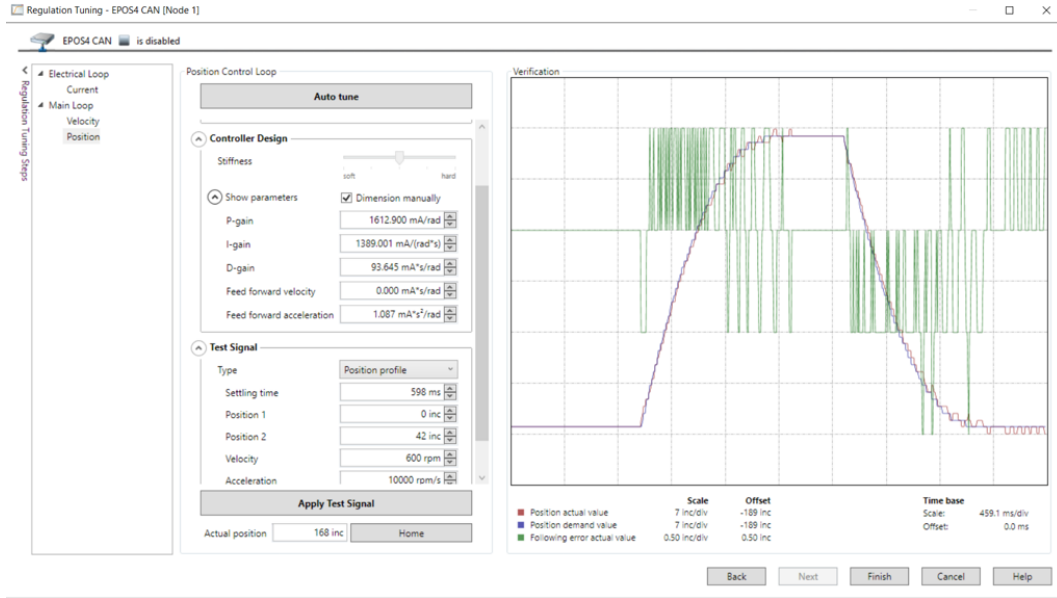 Regulation Tuning - EPOS4 CAN [Node 1]
EPOS4 CAN is disabled
Regulation Tuning Steps
Electrical Loop
Current
Main Loop
Velocity
Position
Position Control Loop
Auto tune
Controller Design
Stiffness
soft hard
Show parameters Dimension manually
P-gain 1612.900 mA/rad
I-gain 1389.001 mA/(rad*s)
D-gain 93.645 mA*s/rad
Feed forward velocity 0.000 mA*s/rad
Feed forward acceleration 1.087 mA*s²/rad
Test Signal
Type Position profile
Settling time 598 ms
Position 1 0 inc
Position 2 42 inc
Velocity 600 rpm
Acceleration 10000 rpm/s
Apply Test Signal
Actual position 168 inc Home
Verification
Scale Offset Time base
Position actual value 7 inc/div -189 inc Scale: 459.1 ms/div
Position demand value 7 inc/div -189 inc Offset: 0.0 ms
Following error actual value 0.50 inc/div 0.50 inc
Back Next Finish Cancel Help